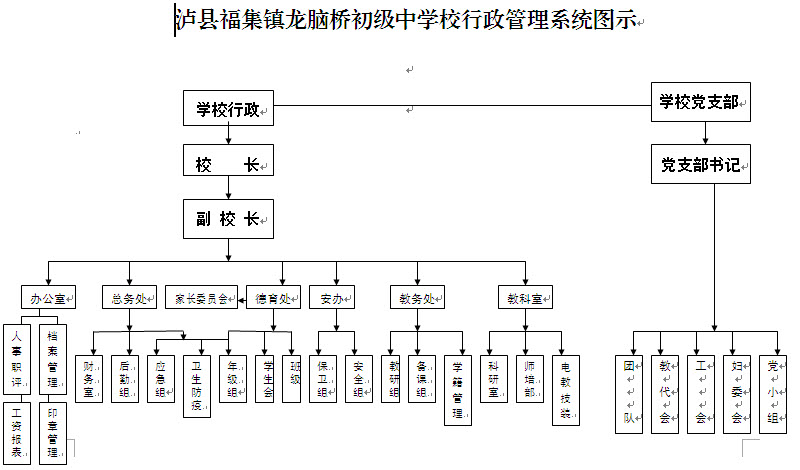 泸县福集镇龙脑桥初级中学校行政管理系统图示
学校行政
学校党支部
校 长
党支部书记
副 校 长
办公室
总务处
家长委员会
德育处
安办
教务处
教科室
人事职评
档案管理
财务室
后勤组
应急组
卫生防疫
年级组
学生会
班级
保卫组
安全组
教研组
备课组
学籍管理
科研室
师培部
电教技装
团队
教代会
工会
妇委会
党小组
工资报表
印章管理